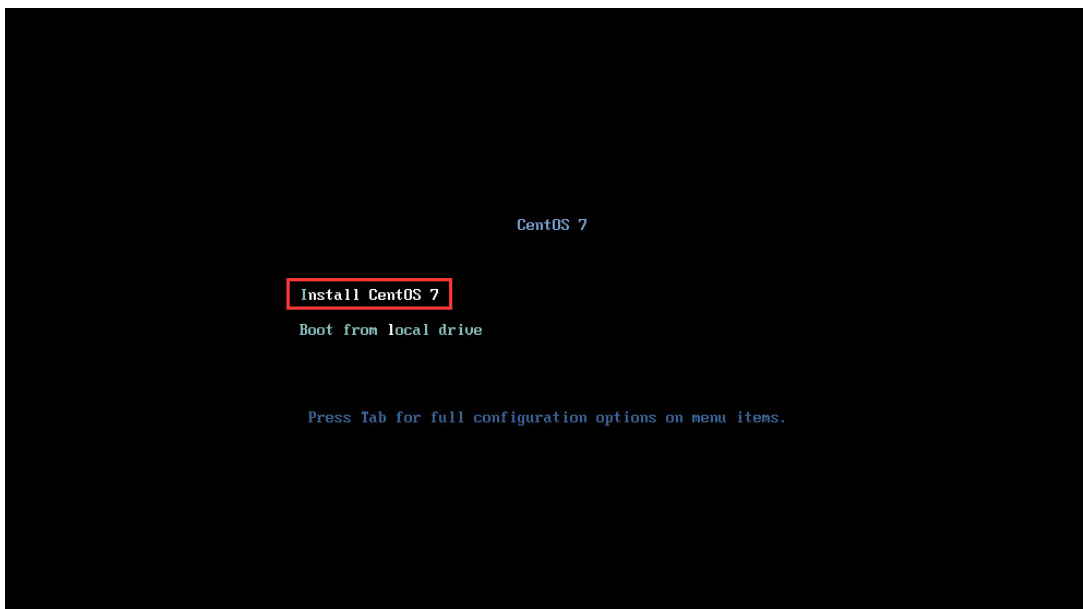 CentOS 7
Install CentOS 7
Boot from local drive
Press Tab for full configuration options on menu items.